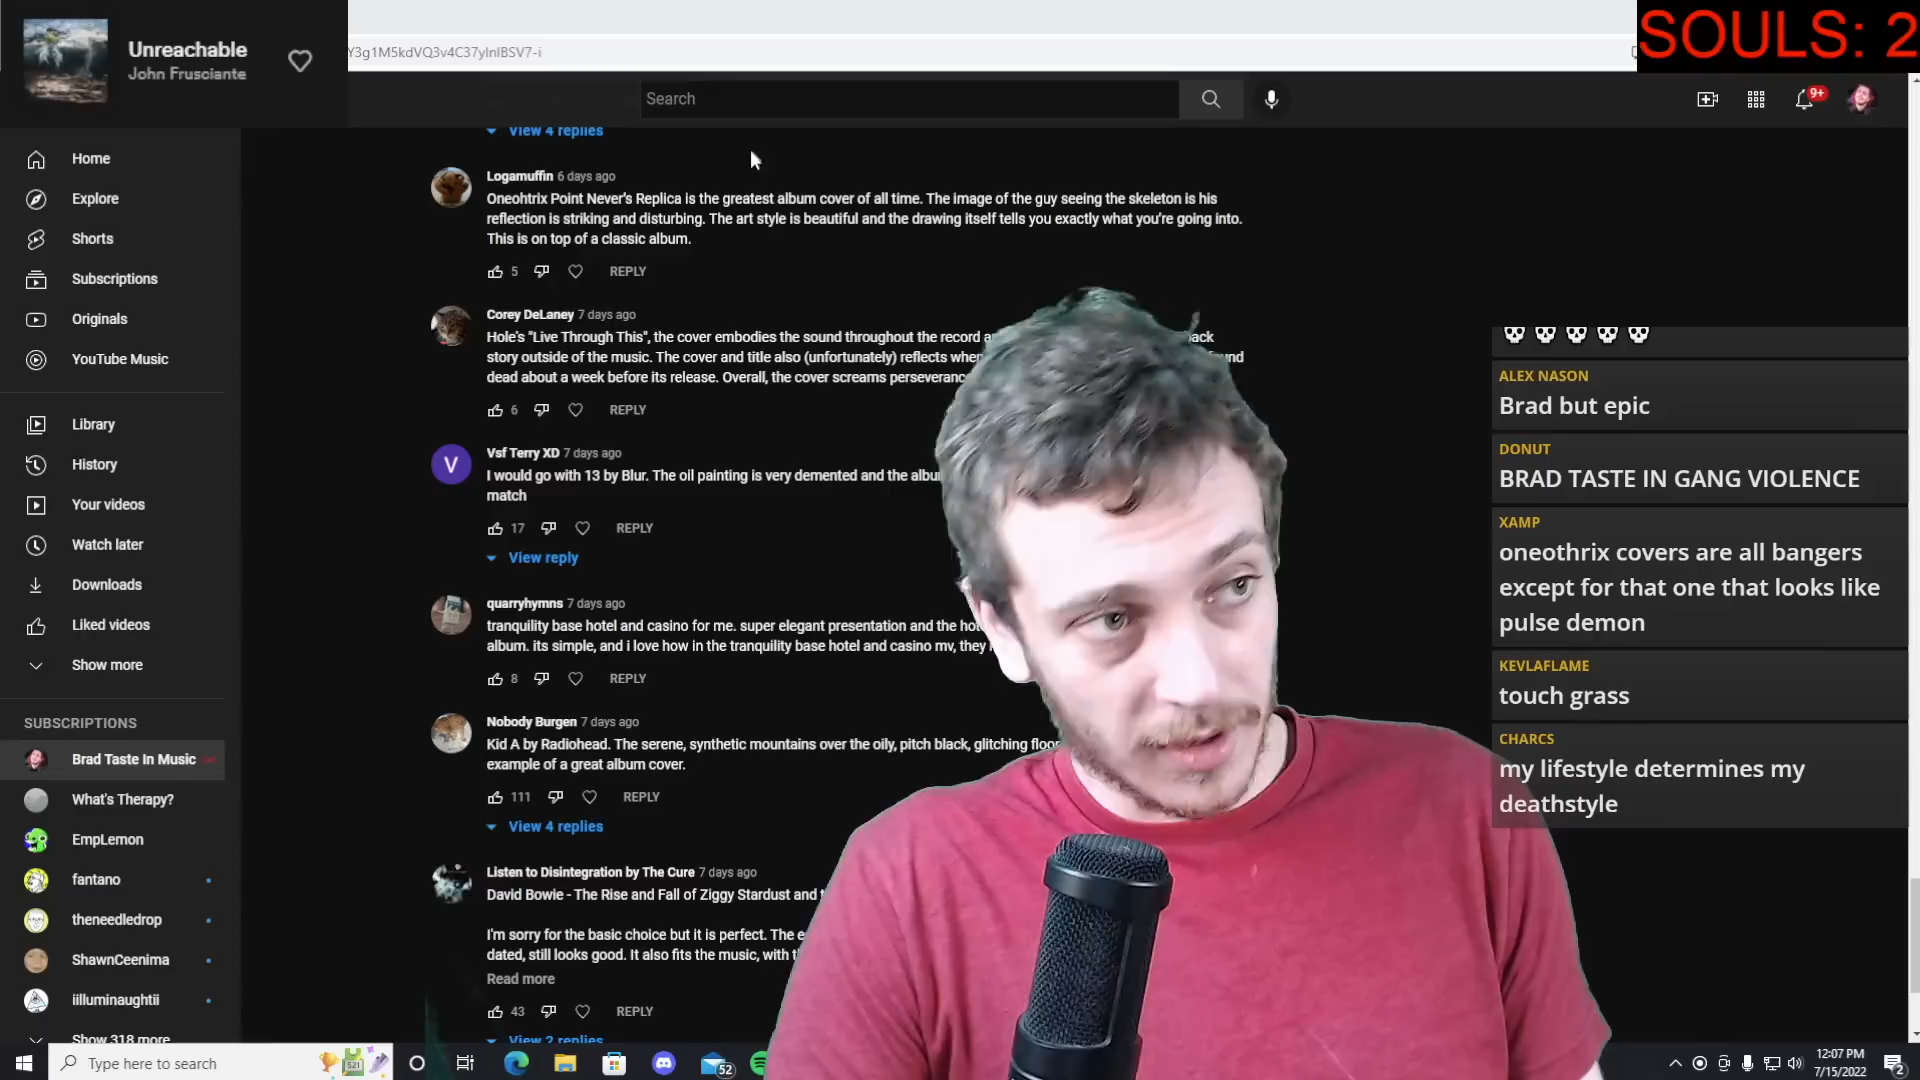 Unreachable
John Frusciante
Y3g1M5kdVQ3v4C37ylnIBSV7-i
SOULS: 2
Search
9+
Home
Explore
Shorts
Subscriptions
Originals
YouTube Music
Library
History
Your videos
Watch later
Downloads
Liked videos
Show more
SUBSCRIPTIONS
Brad Taste In Music
What's Therapy?
EmpLemon
fantano
theneedledrop
ShawnCeenima
iilluminaughtii
Show 318 more
View 4 replies
Logamuffin 6 days ago
Oneohtrix Point Never's Replica is the greatest album cover of all time. The image of the guy seeing the skeleton is his
reflection is striking and disturbing. The art style is beautiful and the drawing itself tells you exactly what you're going into.
This is on top of a classic album.
5 REPLY
Corey DeLaney 7 days ago
Hole's "Live Through This", the cover embodies the sound throughout the record
story outside of the music. The cover and title also (unfortunately) reflects
dead about a week before its release. Overall, the cover screams
6 REPLY
V
Vsf Terry XD 7 days ago
I would go with 13 by Blur. The oil painting is very demented and the
match
17 REPLY
View reply
quarryhymns 7 days ago
tranquility base hotel and casino for me. super elegant presentation and the
album. its simple, and i love how in the tranquility base hotel and casino mv,
8 REPLY
Nobody Burgen 7 days ago
Kid A by Radiohead. The serene, synthetic mountains over the oily, pitch black, glitching
example of a great album cover.
111 REPLY
View 4 replies
Listen to Disintegration by The Cure 7 days ago
David Bowie - The Rise and Fall of Ziggy Stardust and
I'm sorry for the basic choice but it is perfect. The
dated, still looks good. It also fits the music, with
Read more
43 REPLY
View 2 replies
ALEX NASON
Brad but epic
DONUT
BRAD TASTE IN GANG VIOLENCE
XAMP
oneothrix covers are all bangers
except for that one that looks like
pulse demon
KEVLAFLAME
touch grass
CHARCS
my lifestyle determines my
deathstyle
Type here to search
521
52
12:07 PM
7/15/2022
2